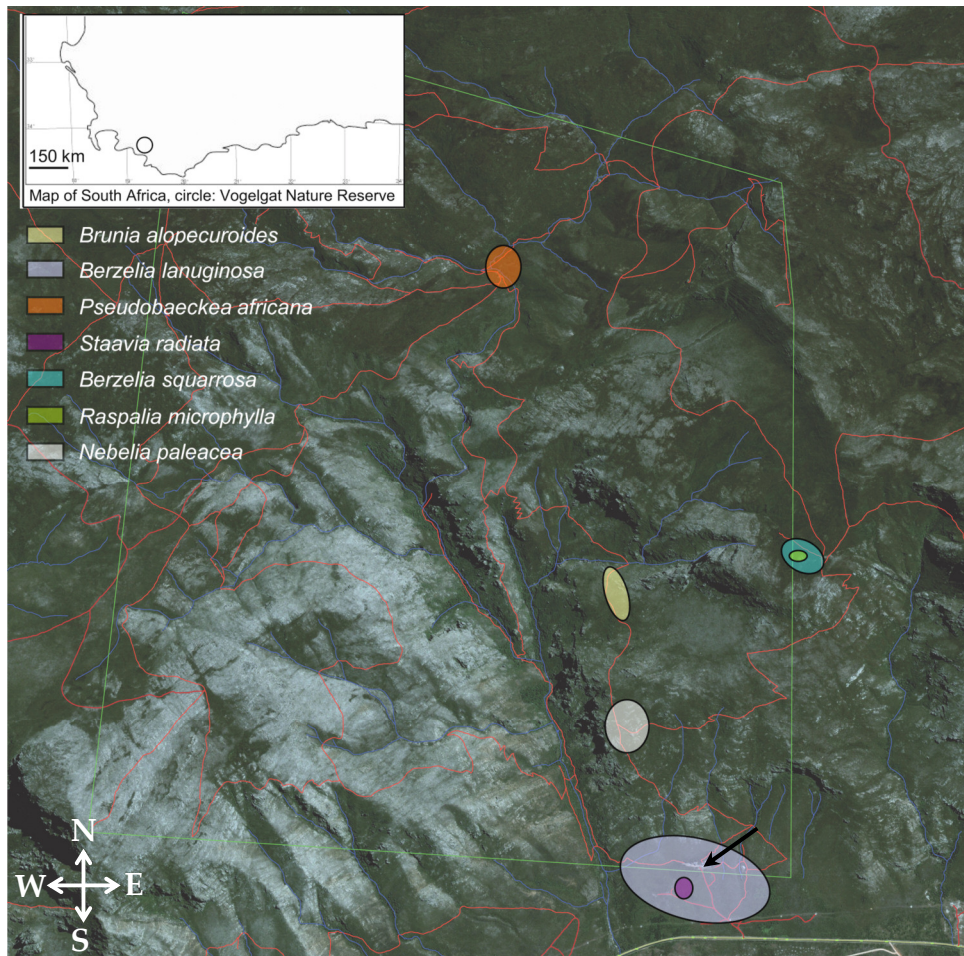 150 km
Map of South Africa, circle: Vogelgat Nature Reserve
Brunia alopecuroides
Berzelia lanuginosa
Pseudobaeckea africana
Staavia radiata
Berzelia squarrosa
Raspalia microphylla
Nebelia paleacea
N
W E
S